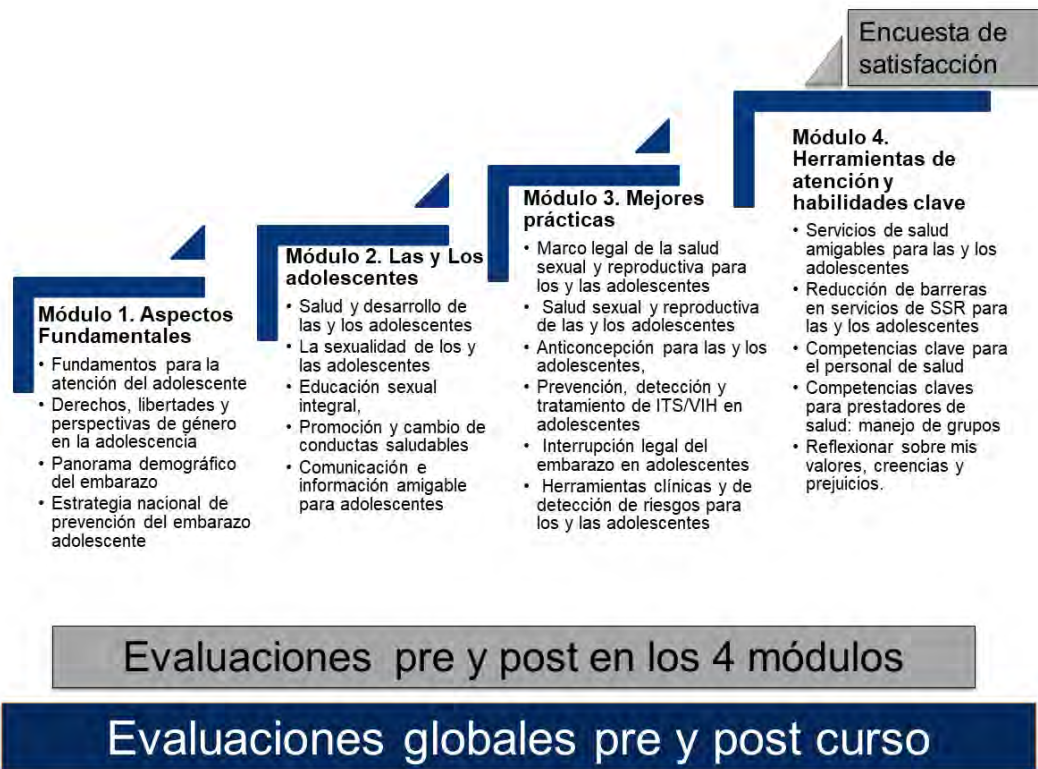 Encuesta de
satisfacción
Módulo 1. Aspectos
Fundamentales
• Fundamentos para la
atención del adolescente
• Derechos, libertades y
perspectivas de género
en la adolescencia
• Panorama demográfico
del embarazo
• Estrategia nacional de
prevención del embarazo
adolescente
Módulo 2. Las y Los
adolescentes
• Salud y desarrollo de
las y los adolescentes
• La sexualidad de los y
las adolescentes
• Educación sexual
integral,
• Promoción y cambio de
conductas saludables
• Comunicación e
información amigable
para adolescentes
Módulo 3. Mejores
prácticas
• Marco legal de la salud
sexual y reproductiva para
los y las adolescentes
• Salud sexual y reproductiva
de las y los adolescentes
• Anticoncepción para las y los
adolescentes,
• Prevención, detección y
tratamiento de ITS/VIH en
adolescentes
• Interrupción legal del
embarazo en adolescentes
• Herramientas clínicas y de
detección de riesgos para
los y las adolescentes
Módulo 4.
Herramientas de
atención y
habilidades clave
• Servicios de salud
amigables para las y los
adolescentes
• Reducción de barreras
en servicios de SSR para
las y los adolescentes
• Competencias clave para
el personal de salud
• Competencias claves
para prestadores de
salud: manejo de grupos
• Reflexionar sobre mis
valores, creencias y
prejuicios.
Evaluaciones pre y post en los 4 módulos
Evaluaciones globales pre y post curso